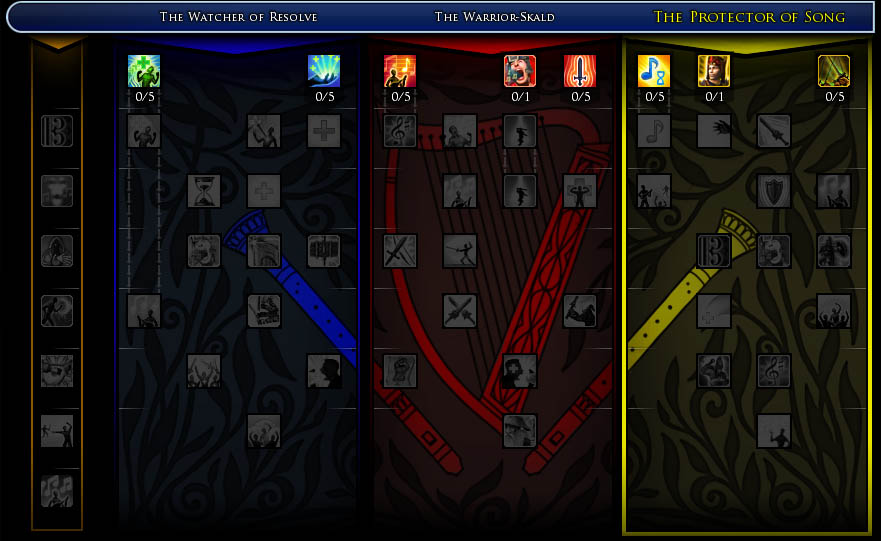 The Watcher of Resolve The Warrior-Skald The Protector of Song
0/5 0/5 0/5 0/1 0/5 0/5 0/1 0/5